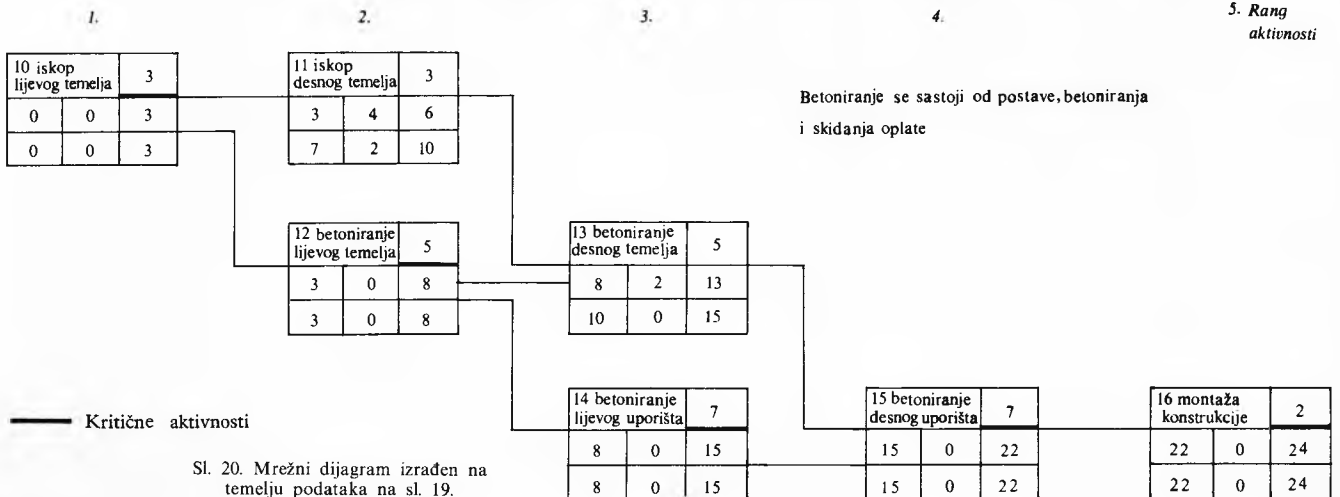 1. 2. 3. 4. 5. Rang
aktivnosti
10 iskop
lijevog temelja 3
0 0 3
0 0 3
11 iskop
desnog temelja 3
3 4 6
7 2 10
Betoniranje se sastoji od postave, betoniranja
i skidanja oplate
12 betoniranje
lijevog temelja 5
3 0 8
3 0 8
13 betoniranje
desnog temelja 5
8 2 13
10 0 15
14 betoniranje
lijevog uporišta 7
8 0 15
8 0 15
15 betoniranje
desnog uporišta 7
15 0 22
15 0 22
16 montaža
konstrukcije 2
22 0 24
22 0 24
Kritične aktivnosti
Sl. 20. Mrežni dijagram izrađen na
temelju podataka na sl. 19.